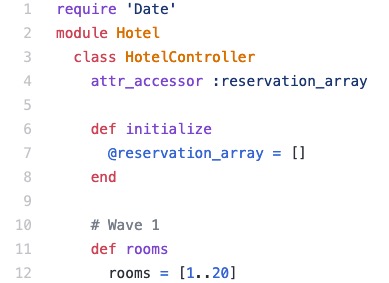 1 require 'Date'
2 module Hotel
3 class HotelController
4 attr_accessor :reservation_array
5
6 def initialize
7 @reservation_array = []
8 end
9
10 # Wave 1
11 def rooms
12 rooms = [1..20]